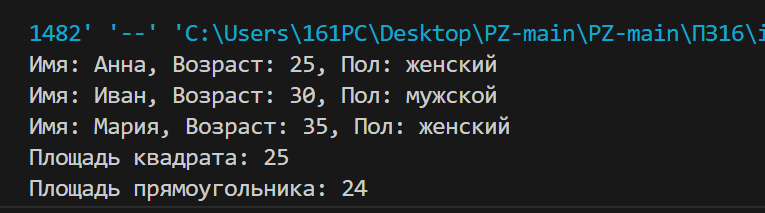 1482' '--' 'C:\Users\161PC\Desktop\PZ-main\PZ-main\ПЗ16\
Имя: Анна, Возраст: 25, Пол: женский
Имя: Иван, Возраст: 30, Пол: мужской
Имя: Мария, Возраст: 35, Пол: женский
Площадь квадрата: 25
Площадь прямоугольника: 24